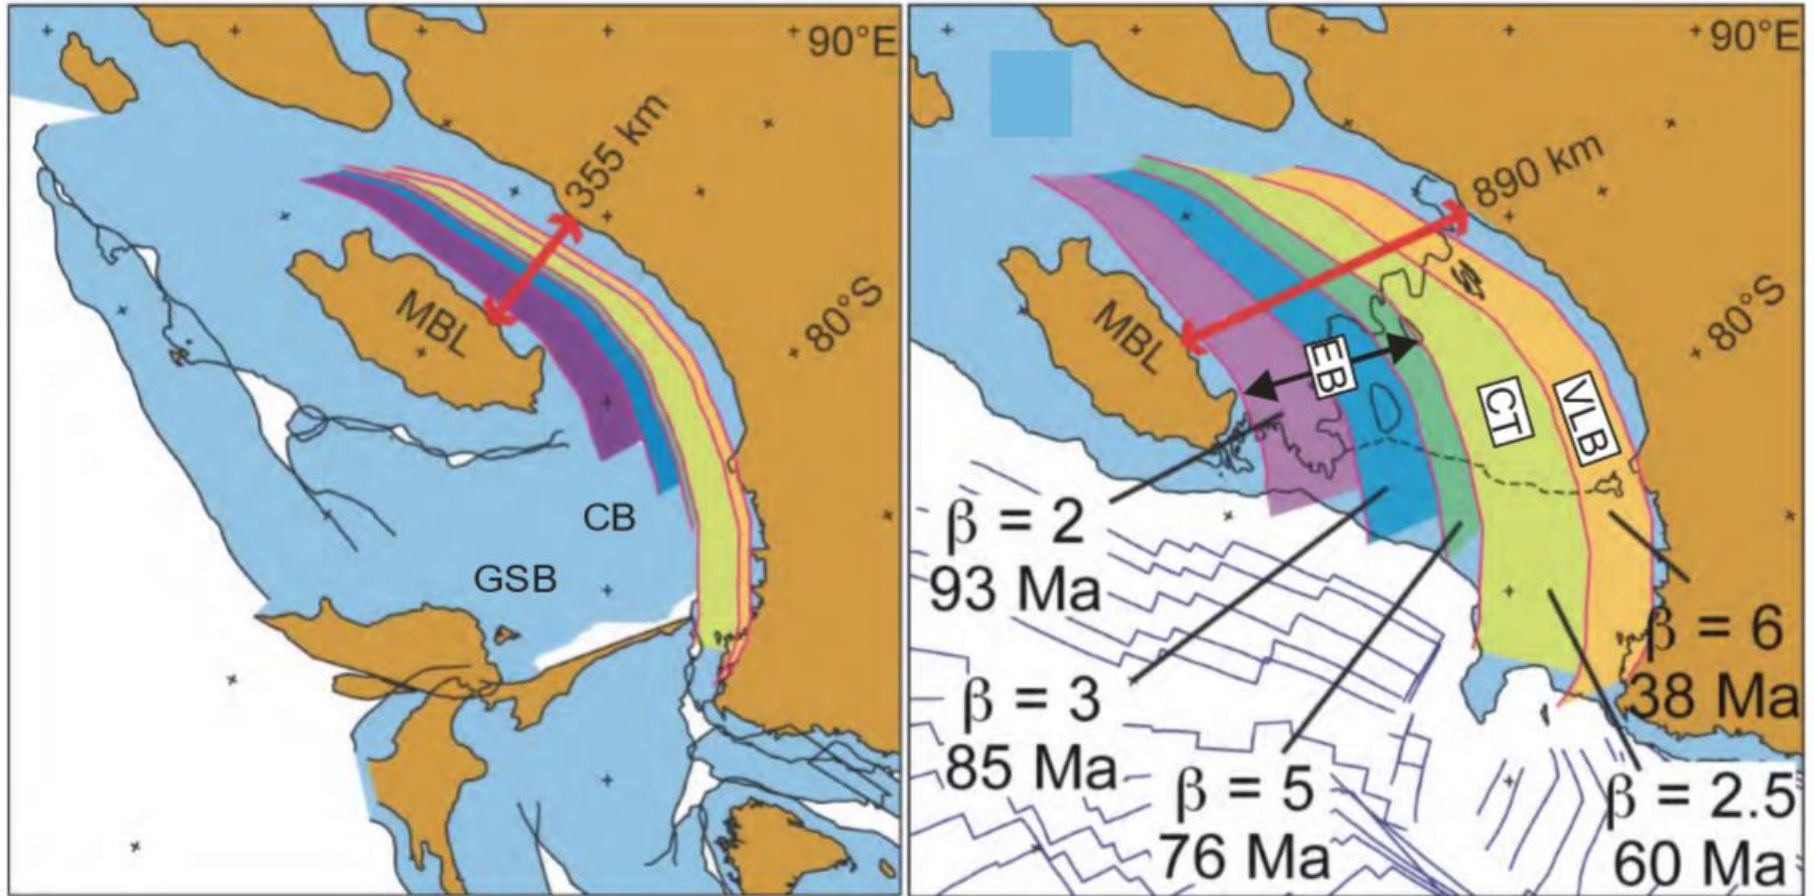 90°E
355 km
MBL
80°S
CB
GSB
90°E
890 km
80°S
MBL
EB
CT
VLB
β = 2
93 Ma
β = 3
85 Ma
β = 5
76 Ma
β = 6
38 Ma
β = 2.5
60 Ma